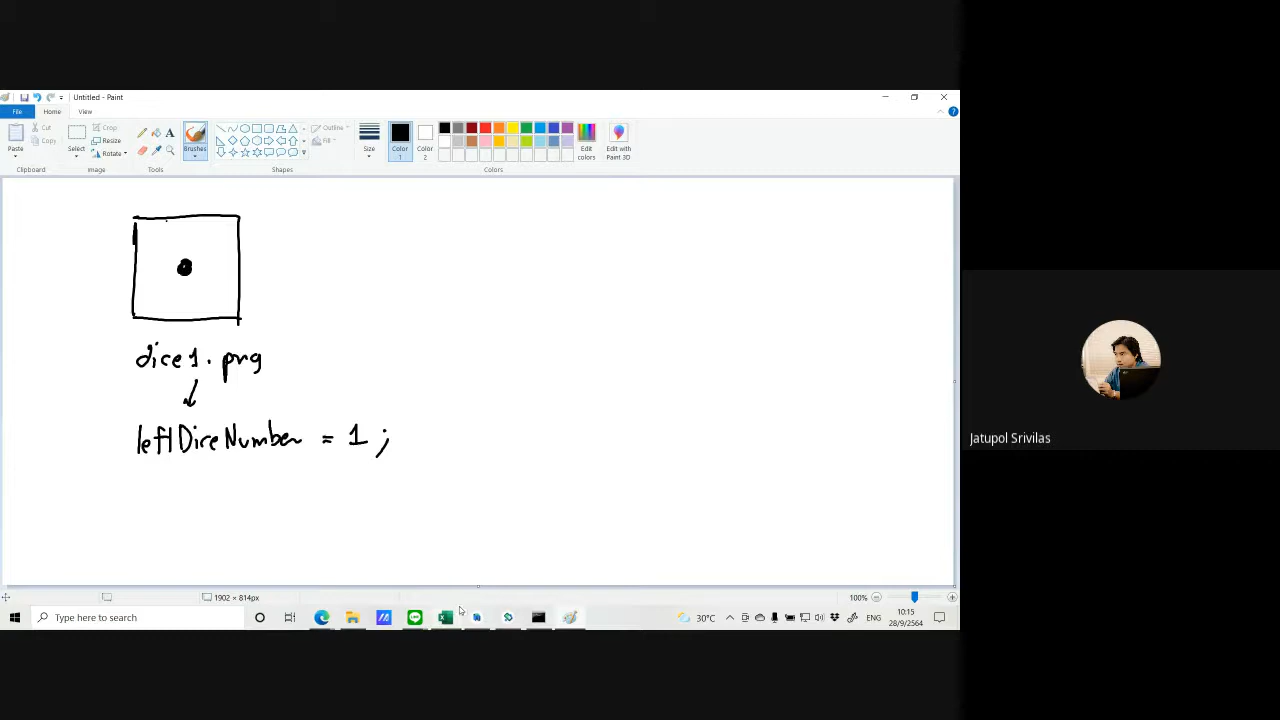 Untitled - Paint
File
Home
View
Paste
Cut
Copy
Clipboard
Select
Crop
Resize
Rotate
Image
Tools
Brushes
Shapes
Outline
Fill
Size
Color 1
Color 2
Edit colors
Edit with Paint 3D
Colors
dice1.png
leftDiceNumber = 1 ;
Jatupol Srivilas
1902 × 814px
100%
Type here to search
30°C
ENG
10:15
28/9/2564